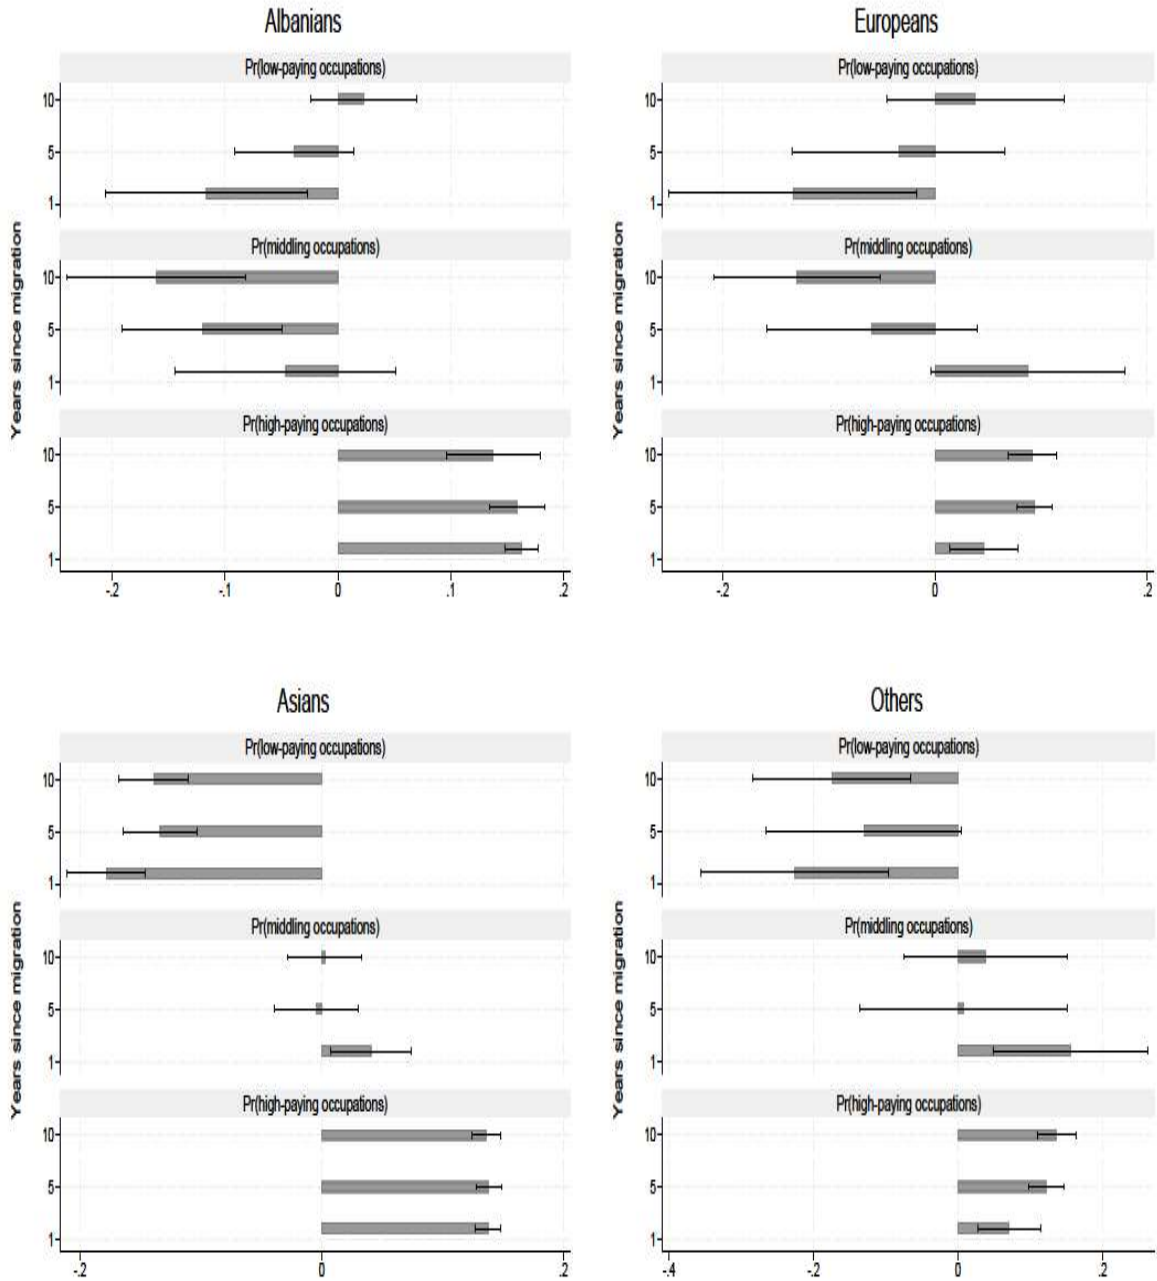 Albanians
Pr(low-paying occupations)
10
5
1
Pr(middling occupations)
10
5
1
Pr(high-paying occupations)
10
5
1
-.2 -.1 0 .1 .2
Years since migration
Europeans
Pr(low-paying occupations)
10
5
1
Pr(middling occupations)
10
5
1
Pr(high-paying occupations)
10
5
1
-.2 0 .2
Years since migration
Asians
Pr(low-paying occupations)
10
5
1
Pr(middling occupations)
10
5
1
Pr(high-paying occupations)
10
5
1
-.2 0 .2
Years since migration
Others
Pr(low-paying occupations)
10
5
1
Pr(middling occupations)
10
5
1
Pr(high-paying occupations)
10
5
1
-.4 -.2 0 .2
Years since migration